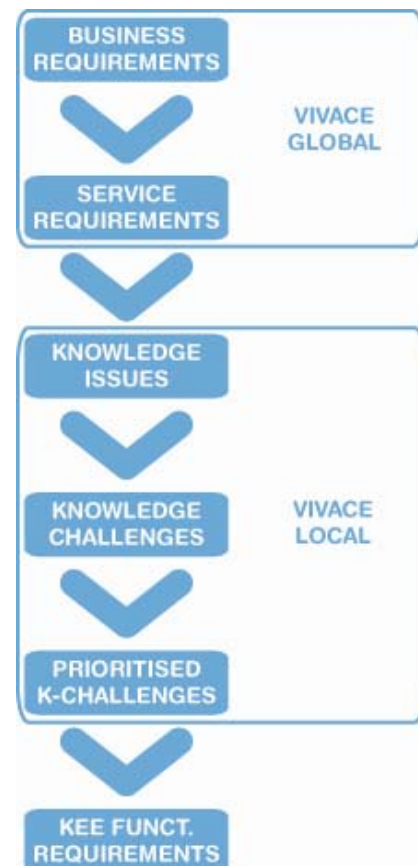 BUSINESS
REQUIREMENTS
VIVACE
GLOBAL
SERVICE
REQUIREMENTS
KNOWLEDGE
ISSUES
KNOWLEDGE
CHALLENGES
VIVACE
LOCAL
PRIORITISED
K-CHALLENGES
KEE FUNCT.
REQUIREMENTS